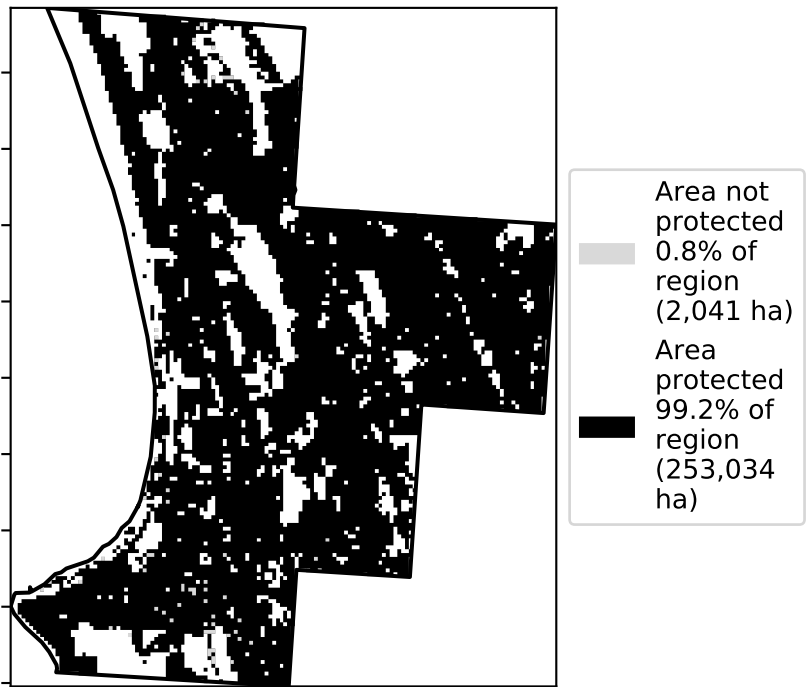 Area not
protected
0.8% of
region
(2,041 ha)
Area
protected
99.2% of
region
(253,034
ha)